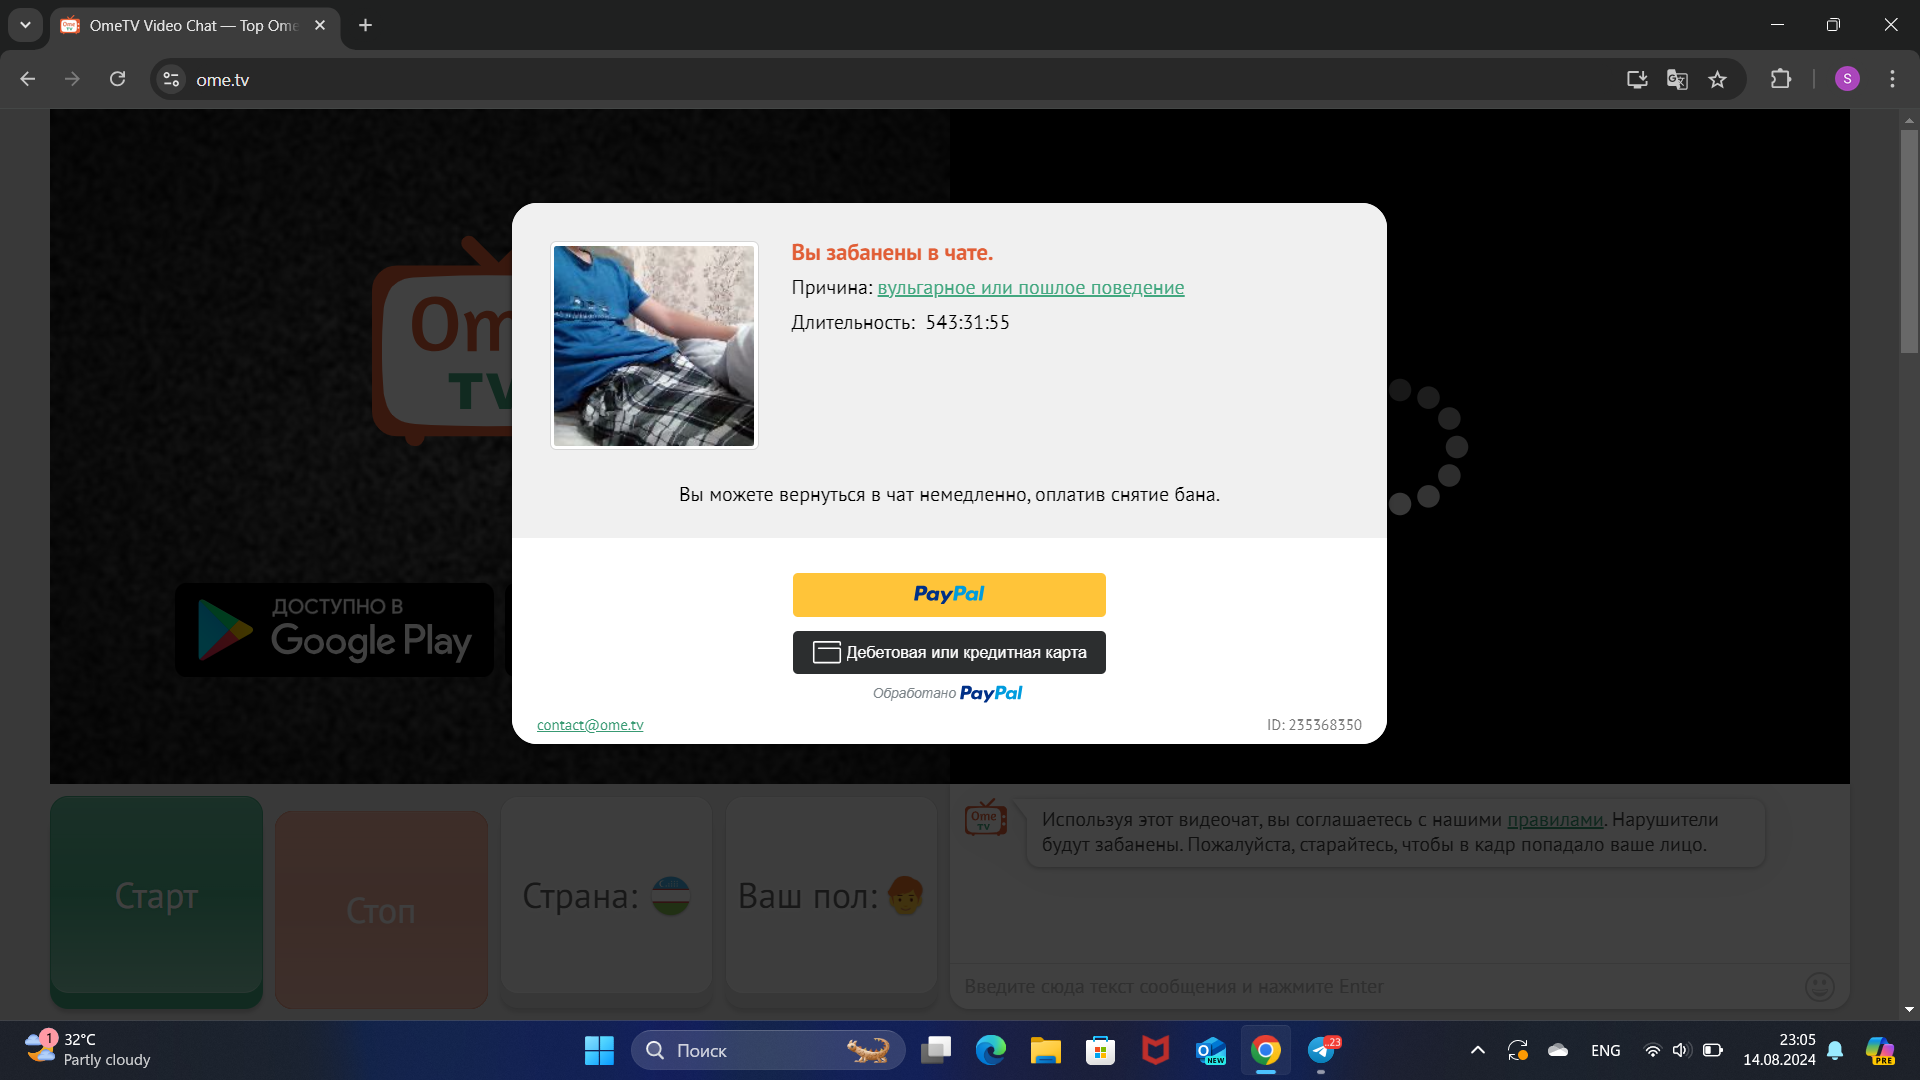 OmeTV Video Chat — Top Ome
ome.tv
S
Om
TV
ДОСТУПНО В
Google Play
Вы забанены в чате.
Причина: вульгарное или пошлое поведение
Длительность: 543:31:55
Вы можете вернуться в чат немедленно, оплатив снятие бана.
PayPal
Дебетовая или кредитная карта
Обработано PayPal
contact@ome.tv
ID: 235368350
Старт
Стоп
Страна:
Ваш пол:
Ome
TV
Используя этот видеочат, вы соглашаетесь с нашими правилами. Нарушители
будут забанены. Пожалуйста, старайтесь, чтобы в кадр попадало ваше лицо.
Введите сюда текст сообщения и нажмите Enter
1
32°C
Partly cloudy
Поиск
NEW
23
ENG
23:05
14.08.2024
PRE